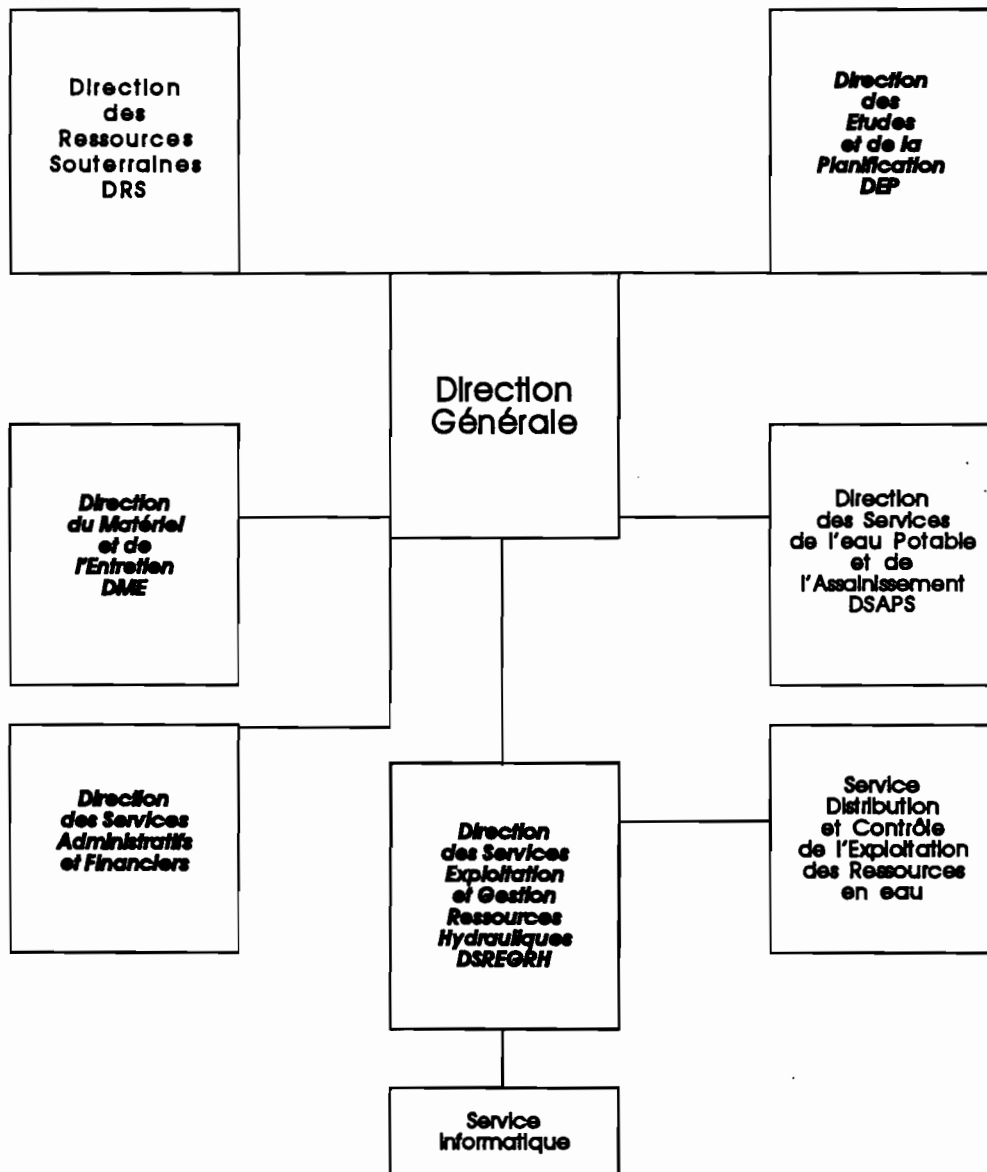 Direction
des
Ressources
Souterraines
DRS
Direction
des
Etudes
et de la
Planification
DEP
Direction
Générale
Direction
du Matériel
et de
l'Entretien
DME
Direction
des Services
de l'eau Potable
et de
l'Assainissement
DSAPS
Direction
des Services
Administratifs
et Financiers
Direction
des Services
Exploitation
et Gestion
Ressources
Hydrauliques
DSREGRH
Service
Distribution
et Contrôle
de l'Exploitation
des Ressources
en eau
Service
informatique